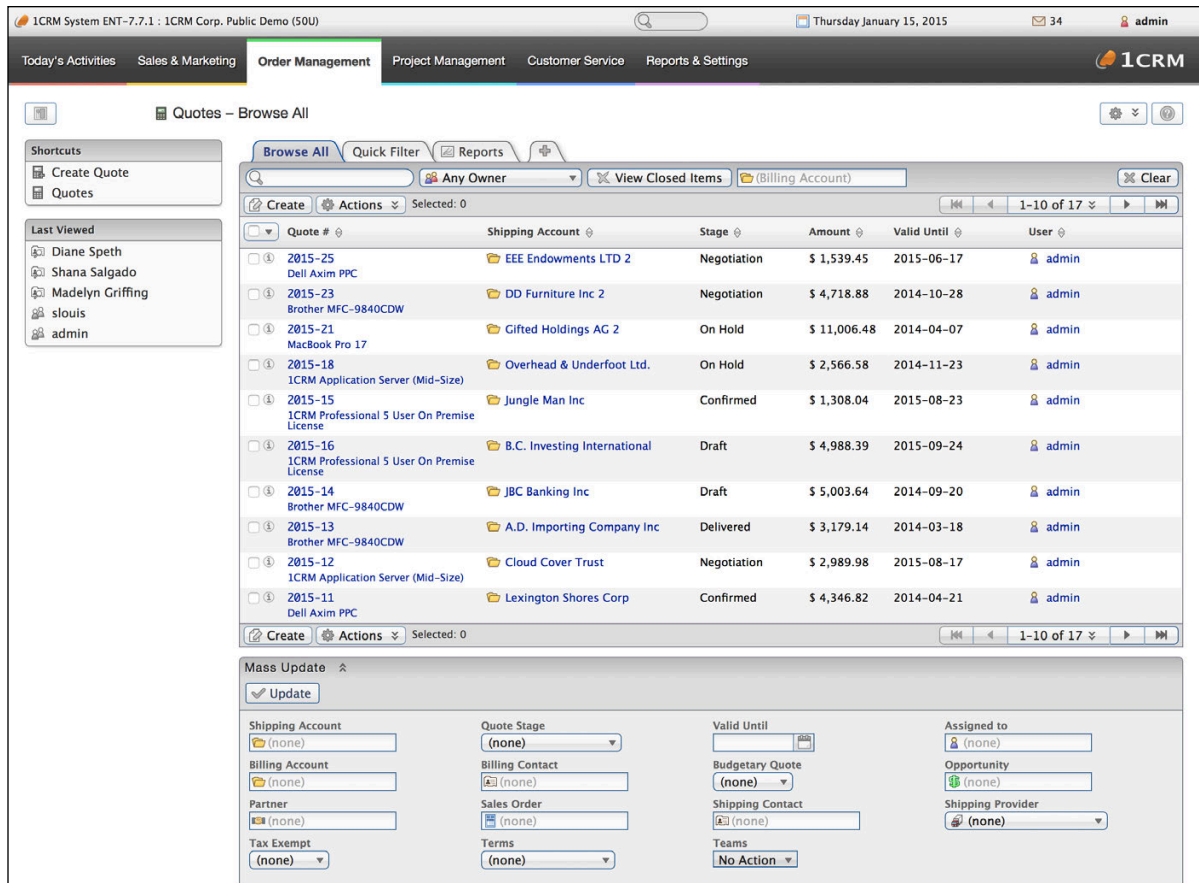 1CRM System ENT-7.7.1 : 1CRM Corp. Public Demo (50U) Thursday January 15, 2015 34 admin
Today's Activities Sales & Marketing Order Management Project Management Customer Service Reports & Settings 1CRM
Quotes – Browse All
Shortcuts
Create Quote
Quotes
Last Viewed
Diane Speth
Shana Salgado
Madelyn Griffing
slouis
admin
Browse All Quick Filter Reports
Any Owner View Closed Items (Billing Account) Clear
Create Actions Selected: 0 1-10 of 17
Quote # Shipping Account Stage Amount Valid Until User
2015-25 EEE Endowments LTD 2 Negotiation $ 1,539.45 2015-06-17 admin
Dell Axim PPC
2015-23 DD Furniture Inc 2 Negotiation $ 4,718.88 2014-10-28 admin
Brother MFC-9840CDW
2015-21 Gifted Holdings AG 2 On Hold $ 11,006.48 2014-04-07 admin
MacBook Pro 17
2015-18 Overhead & Underfoot Ltd. On Hold $ 2,566.58 2014-11-23 admin
1CRM Application Server (Mid-Size)
2015-15 Jungle Man Inc Confirmed $ 1,308.04 2015-08-23 admin
1CRM Professional 5 User On Premise
License
2015-16 B.C. Investing International Draft $ 4,988.39 2015-09-24 admin
1CRM Professional 5 User On Premise
License
2015-14 JBC Banking Inc Draft $ 5,003.64 2014-09-20 admin
Brother MFC-9840CDW
2015-13 A.D. Importing Company Inc Delivered $ 3,179.14 2014-03-18 admin
Brother MFC-9840CDW
2015-12 Cloud Cover Trust Negotiation $ 2,989.98 2015-08-17 admin
1CRM Application Server (Mid-Size)
2015-11 Lexington Shores Corp Confirmed $ 4,346.82 2014-04-21 admin
Dell Axim PPC
Create Actions Selected: 0 1-10 of 17
Mass Update
Update
Shipping Account Quote Stage Valid Until Assigned to
(none) (none) (none)
Billing Account Billing Contact Budgetary Quote Opportunity
(none) (none) (none) (none)
Partner Sales Order Shipping Contact Shipping Provider
(none) (none) (none) (none)
Tax Exempt Terms Teams
(none) (none) No Action